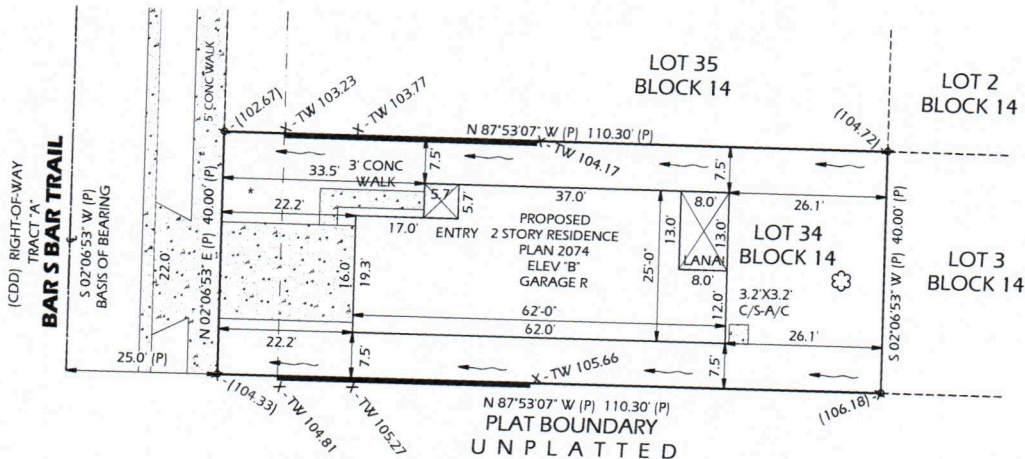 (CDD) RIGHT-OF-WAY
TRACT "A"
BAR S BAR TRAIL
S 02°06'53" W (P)
BASIS OF BEARING
25.0' (P)
22.0'
5' CONC WALK
N 02°06'53" E (P) 40.00' (P)
(102.67)
X - TW 103.23
X - TW 103.77
N 87°53'07" W (P) 110.30' (P)
X - TW 104.17
(104.72)
LOT 35
BLOCK 14
LOT 2
BLOCK 14
7.5'
7.5'
33.5'
3' CONC
WALK
5.7'
5.7'
37.0'
8.0'
26.1'
*
22.2'
17.0'
ENTRY
PROPOSED
2 STORY RESIDENCE
PLAN 2074
ELEV "B"
GARAGE R
13.0'
13.0'
LANAI
8.0'
25'-0"
LOT 34
BLOCK 14
S 02°06'53" W (P) 40.00' (P)
LOT 3
BLOCK 14
16.0'
19.3'
12.0'
3.2'X3.2'
C/S-A/C
62'-0"
62.0'
22.2'
26.1'
7.5'
7.5'
X - TW 105.66
(104.33)
X - TW 104.81
X - TW 105.27
N 87°53'07" W (P) 110.30' (P)
(106.18)
PLAT BOUNDARY
UNPLATTED